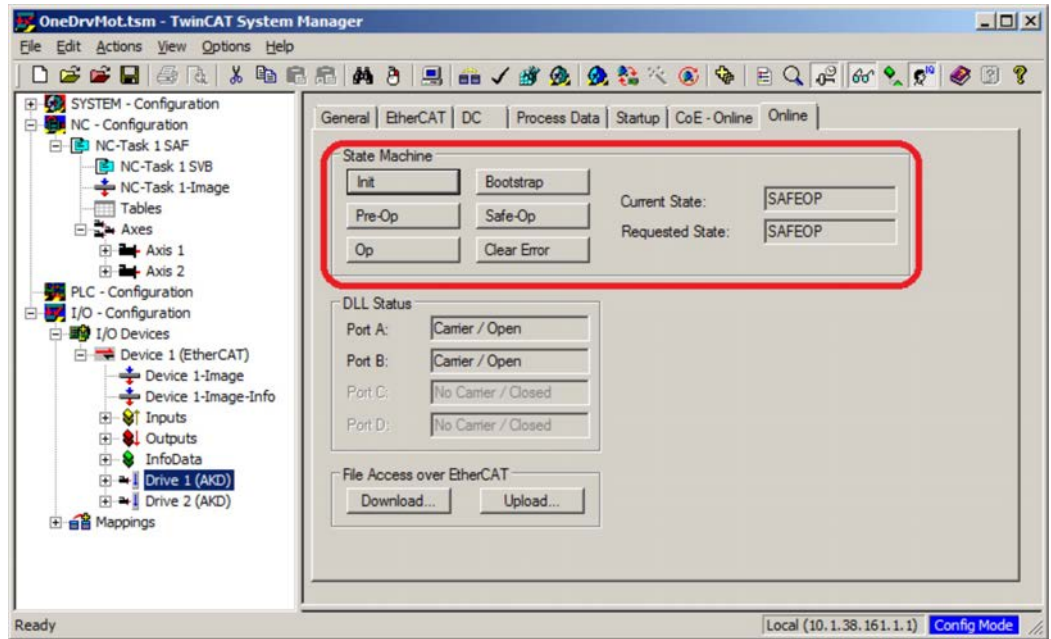 OneDrvMot.tsm - TwinCAT System Manager
File Edit Actions View Options Help
SYSTEM - Configuration
NC - Configuration
NC-Task 1 SAF
NC-Task 1 SVB
NC-Task 1-Image
Tables
Axes
Axis 1
Axis 2
PLC - Configuration
I/O - Configuration
I/O Devices
Device 1 (EtherCAT)
Device 1-Image
Device 1-Image-Info
Inputs
Outputs
InfoData
Drive 1 (AKD)
Drive 2 (AKD)
Mappings
General EtherCAT DC Process Data Startup CoE - Online Online
State Machine
Init Bootstrap
Pre-Op Safe-Op
Op Clear Error
Current State: SAFEOP
Requested State: SAFEOP
DLL Status
Port A: Carrier / Open
Port B: Carrier / Open
Port C: No Carrier / Closed
Port D: No Carrier / Closed
File Access over EtherCAT
Download... Upload...
Ready Local (10.1.38.161.1.1) Config Mode